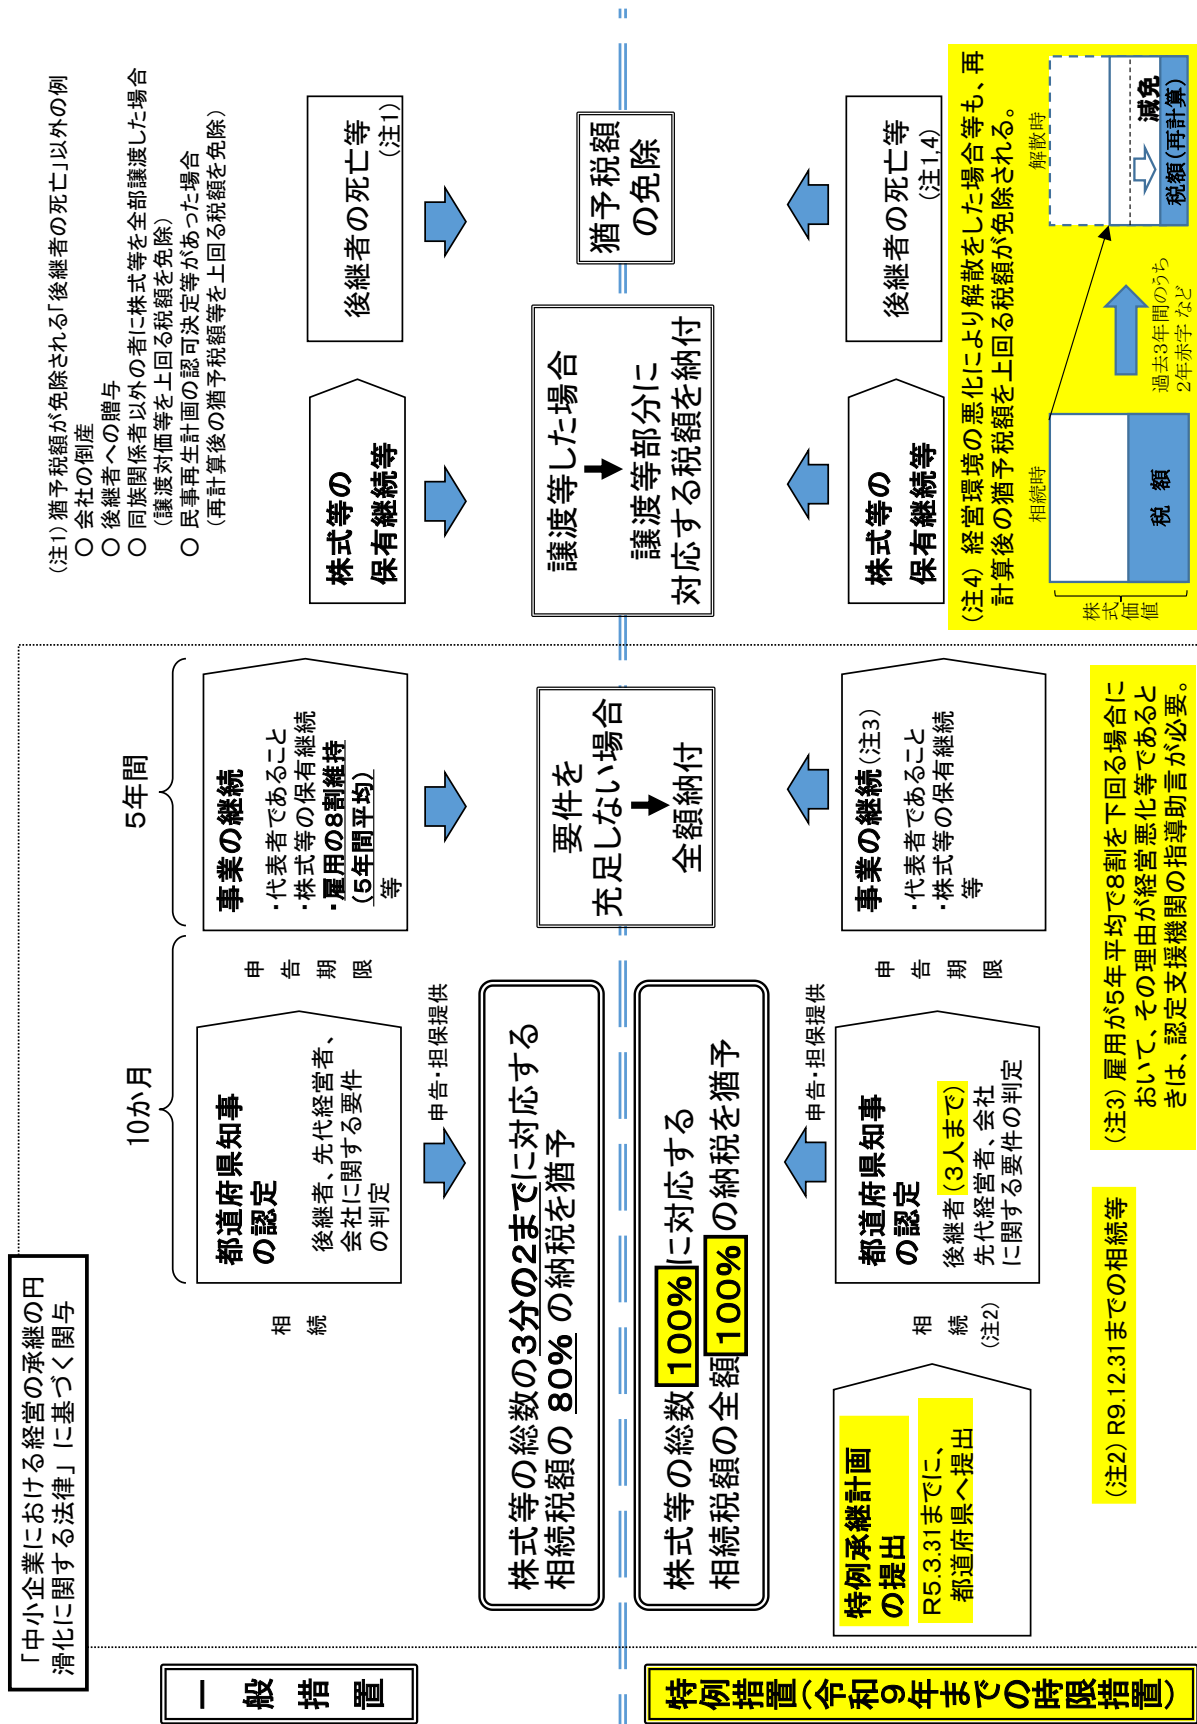 「中小企業における経営の承継の円
滑化に関する法律」に基づく関与
10か月
5年間
一般措置
相続
都道府県知事
の認定
後継者、先代経営者、
会社に関する要件
の判定
申告期限
事業の継続
・代表者であること
・株式等の保有継続
・雇用の8割維持
(5年間平均)
等
株式等の
保有継続等
後継者の死亡等
(注1)
(注1)猶予税額が免除される「後継者の死亡」以外の例
○ 会社の倒産
○ 後継者への贈与
○ 同族関係者以外の者に株式等を全部譲渡した場合
(譲渡対価等を上回る税額を免除)
○ 民事再生計画の認可決定等があった場合
(再計算後の猶予税額等を上回る税額を免除)
申告・担保提供
株式等の総数の3分の2までに対応する
相続税額の 80% の納税を猶予
要件を
充足しない場合
全額納付
譲渡等した場合
譲渡等部分に
対応する税額を納付
猶予税額
の免除
株式等の総数 100% に対応する
相続税額の全額 100% の納税を猶予
申告・担保提供
特例措置(令和9年までの時限措置)
特例承継計画
の提出
R5.3.31までに、
都道府県へ提出
相続
(注2)
都道府県知事
の認定
後継者(3人まで)
先代経営者、会社
に関する要件の判定
申告期限
事業の継続(注3)
・代表者であること
・株式等の保有継続
等
株式等の
保有継続等
後継者の死亡等
(注1,4)
(注2) R9.12.31までの相続等
(注3) 雇用が5年平均で8割を下回る場合に
おいて、その理由が経営悪化等であると
きは、認定支援機関の指導助言が必要。
(注4) 経営環境の悪化により解散をした場合等も、再
計算後の猶予税額を上回る税額が免除される。
相続時
株式価値
税 額
過去3年間のうち
2年赤字 など
解散時
減免
税額(再計算)